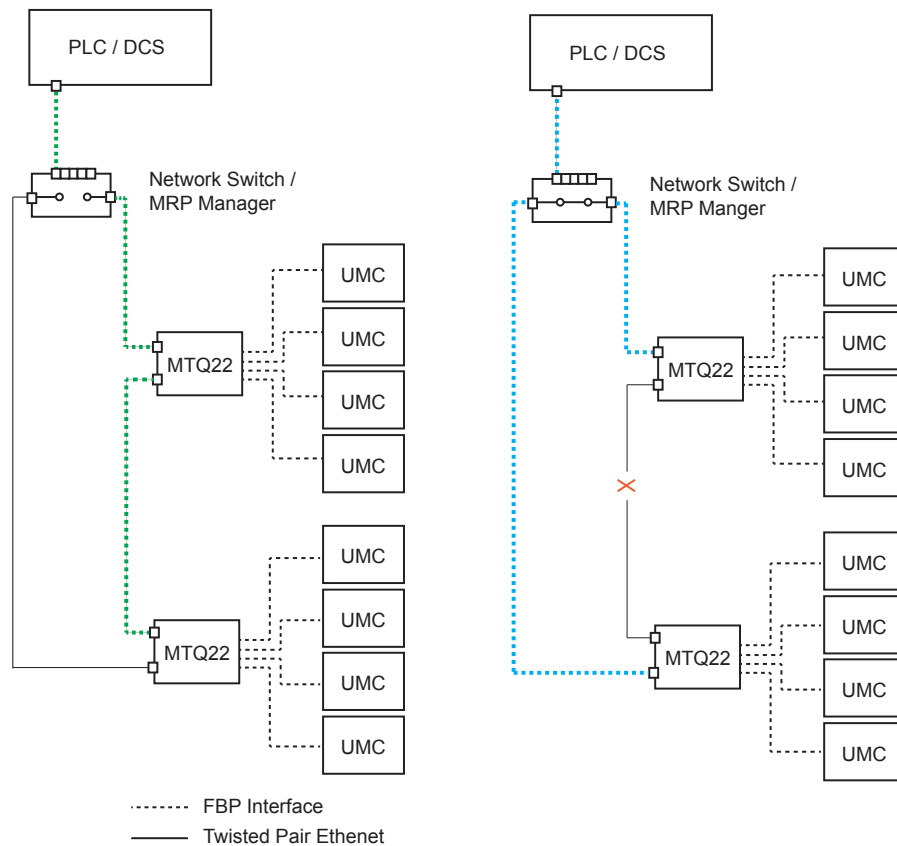 PLC / DCS
Network Switch /
MRP Manager
UMC
UMC
MTQ22
UMC
UMC
UMC
UMC
MTQ22
UMC
UMC
PLC / DCS
Network Switch /
MRP Manger
UMC
UMC
MTQ22
UMC
UMC
UMC
UMC
MTQ22
UMC
UMC
FBP Interface
Twisted Pair Ethenet